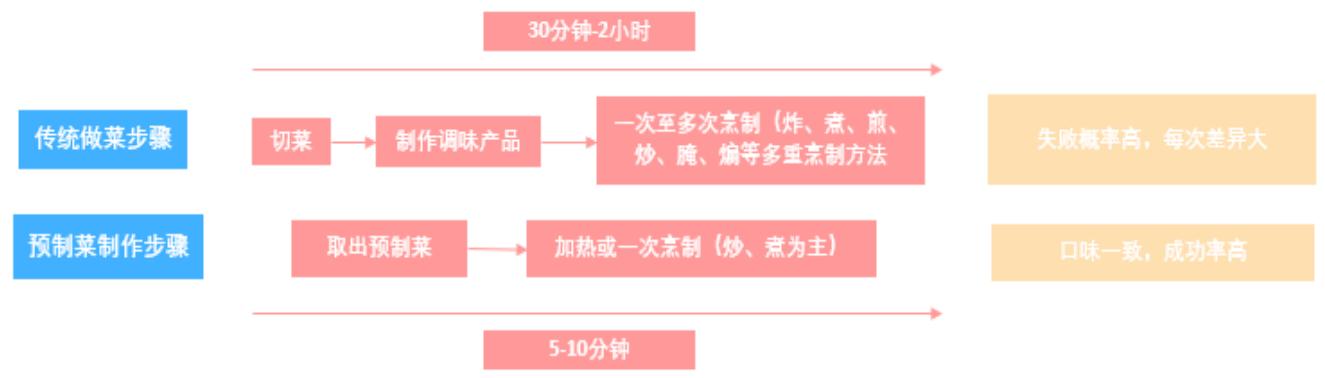 30分钟-2小时
传统做菜步骤
切菜
制作调味产品
一次至多次烹制（炸、煮、煎、
炒、腌、煸等多重烹制方法
失败概率高，每次差异大
预制菜制作步骤
取出预制菜
加热或一次烹制（炒、煮为主）
口味一致，成功率高
5-10分钟